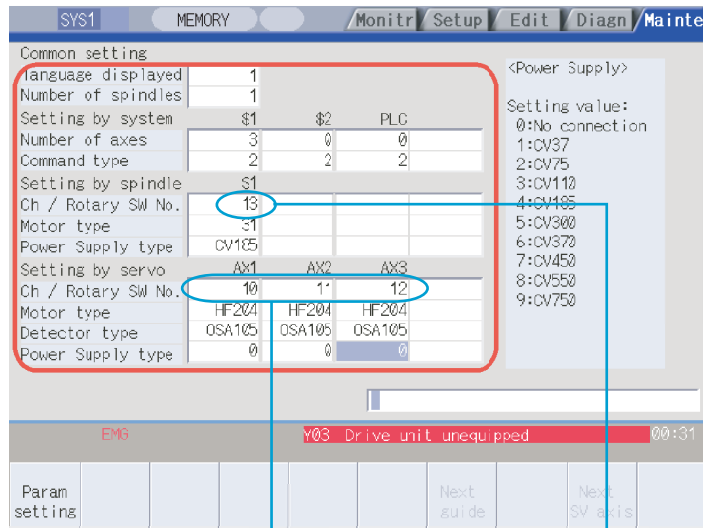 SYS1 MEMORY Monitr Setup Edit Diagn Mainte
Common setting
language displayed 1
Number of spindles 1
Setting by system $1 $2 PLC
Number of axes 3 0 0
Command type 2 2 2
Setting by spindle S1
Ch / Rotary SW No. 13
Motor type 31
Power Supply type CV185
Setting by servo AX1 AX2 AX3
Ch / Rotary SW No. 10 11 12
Motor type HF204 HF204 HF204
Detector type OSA105 OSA105 OSA105
Power Supply type 0 0 0
<Power Supply>
Setting value:
0:No connection
1:CV37
2:CV75
3:CV110
4:CV185
5:CV300
6:CV370
7:CV450
8:CV550
9:CV750
EMG Y03 Drive unit unequipped 00:31
Param setting
Next guide
Next SV axis